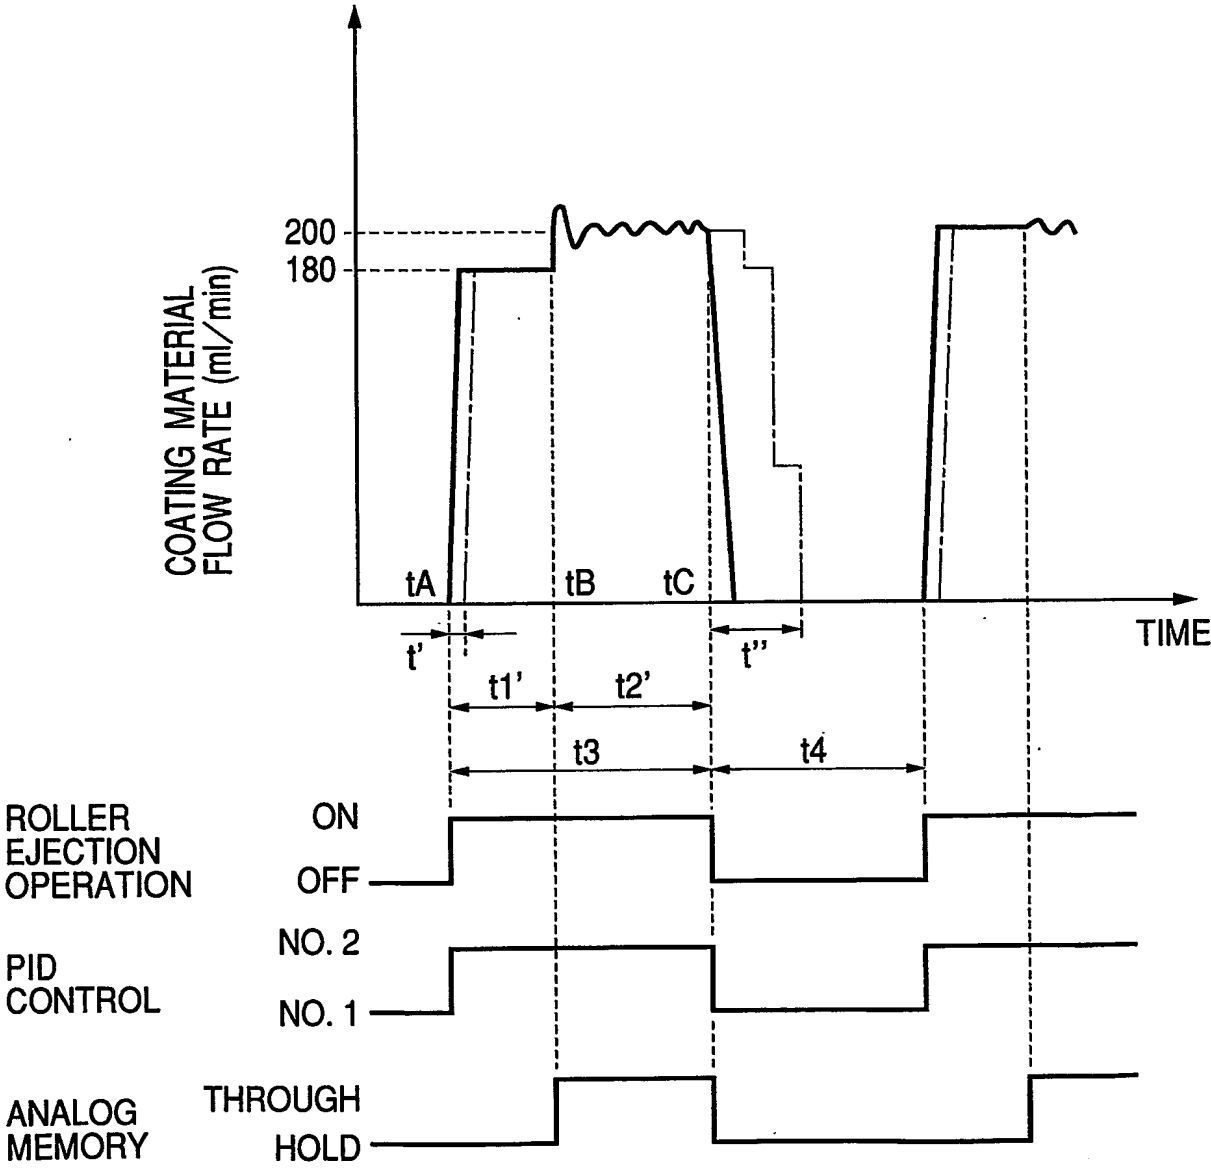 200
180
COATING MATERIAL
FLOW RATE (ml/min)
tA
tB
tC
TIME
t'
t''
t1'
t2'
t3
t4
ROLLER
EJECTION
OPERATION
ON
OFF
PID
CONTROL
NO. 2
NO. 1
ANALOG
MEMORY
THROUGH
HOLD